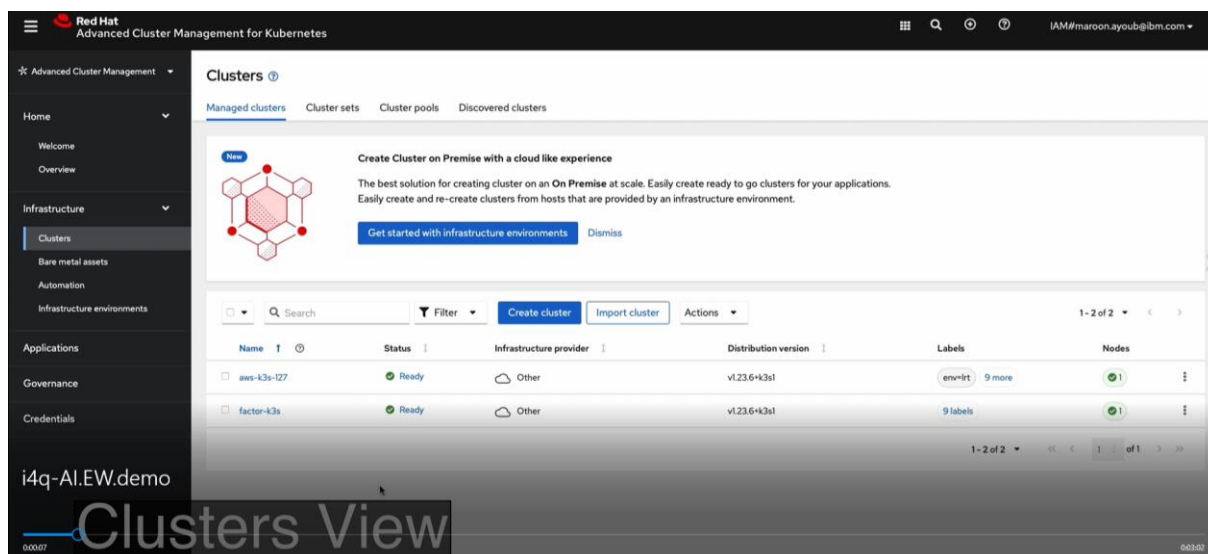 Red Hat
Advanced Cluster Management for Kubernetes
IAM#maroon.ayoub@ibm.com
Advanced Cluster Management
Home
Welcome
Overview
Infrastructure
Clusters
Bare metal assets
Automation
Infrastructure environments
Applications
Governance
Credentials
Clusters
Managed clusters Cluster sets Cluster pools Discovered clusters
New
Create Cluster on Premise with a cloud like experience
The best solution for creating cluster on an On Premise at scale. Easily create ready to go clusters for your applications.
Easily create and re-create clusters from hosts that are provided by an infrastructure environment.
Get started with infrastructure environments Dismiss
Search Filter Create cluster Import cluster Actions 1 - 2 of 2
Name Status Infrastructure provider Distribution version Labels Nodes
aws-k3s-127 Ready Other v1.23.6+k3s1 env=lrt 9 more 1
factor-k3s Ready Other v1.23.6+k3s1 9 labels 1
1 - 2 of 2 1 of 1
i4q-AI.EW.demo
Clusters View
0:00:07 0:03:02